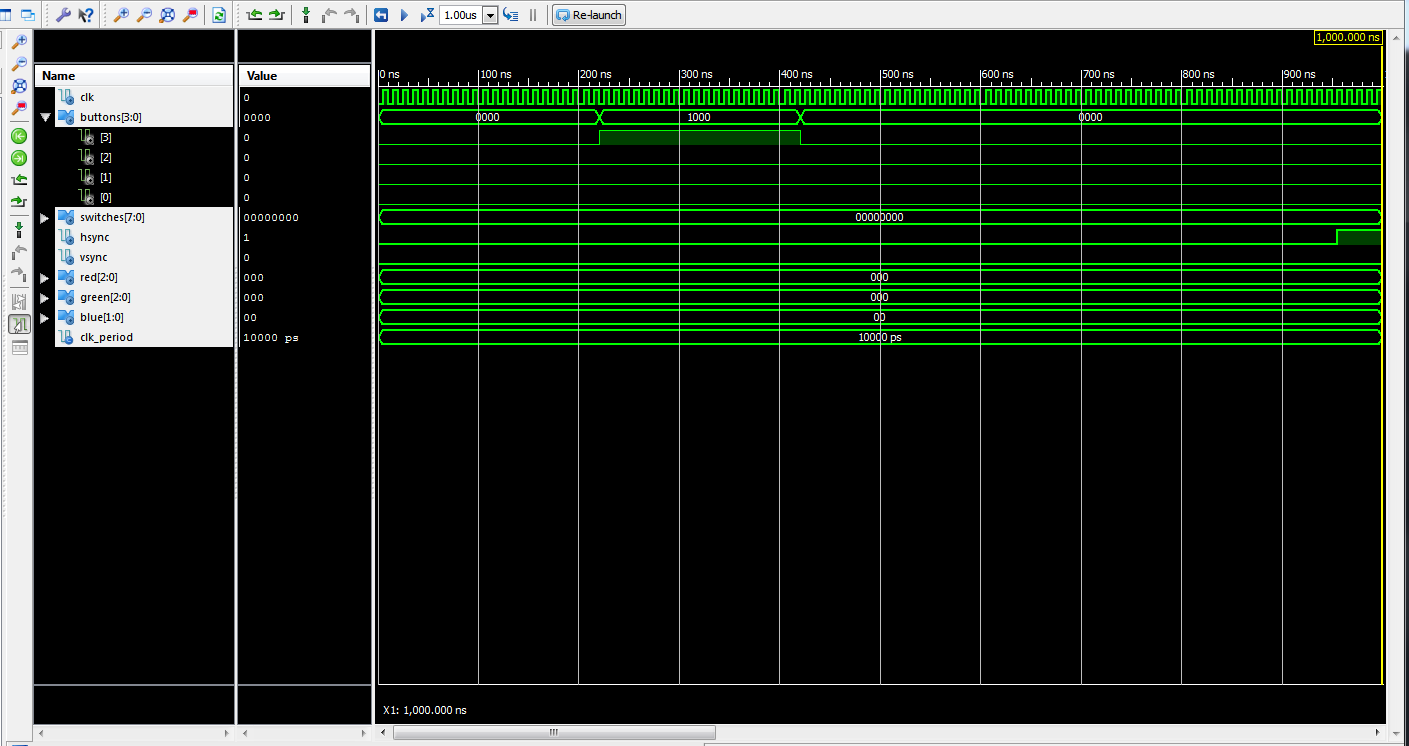 1.00us Re-launch
1,000.000 ns
Name Value
0 ns 100 ns 200 ns 300 ns 400 ns 500 ns 600 ns 700 ns 800 ns 900 ns
clk 0
buttons[3:0] 0000 0000 1000 0000
[3] 0
[2] 0
[1] 0
[0] 0
switches[7:0] 00000000 00000000
hsync 1
vsync 0
red[2:0] 000 000
green[2:0] 000 000
blue[1:0] 00 00
clk_period 10000 ps 10000 ps
X1: 1,000.000 ns